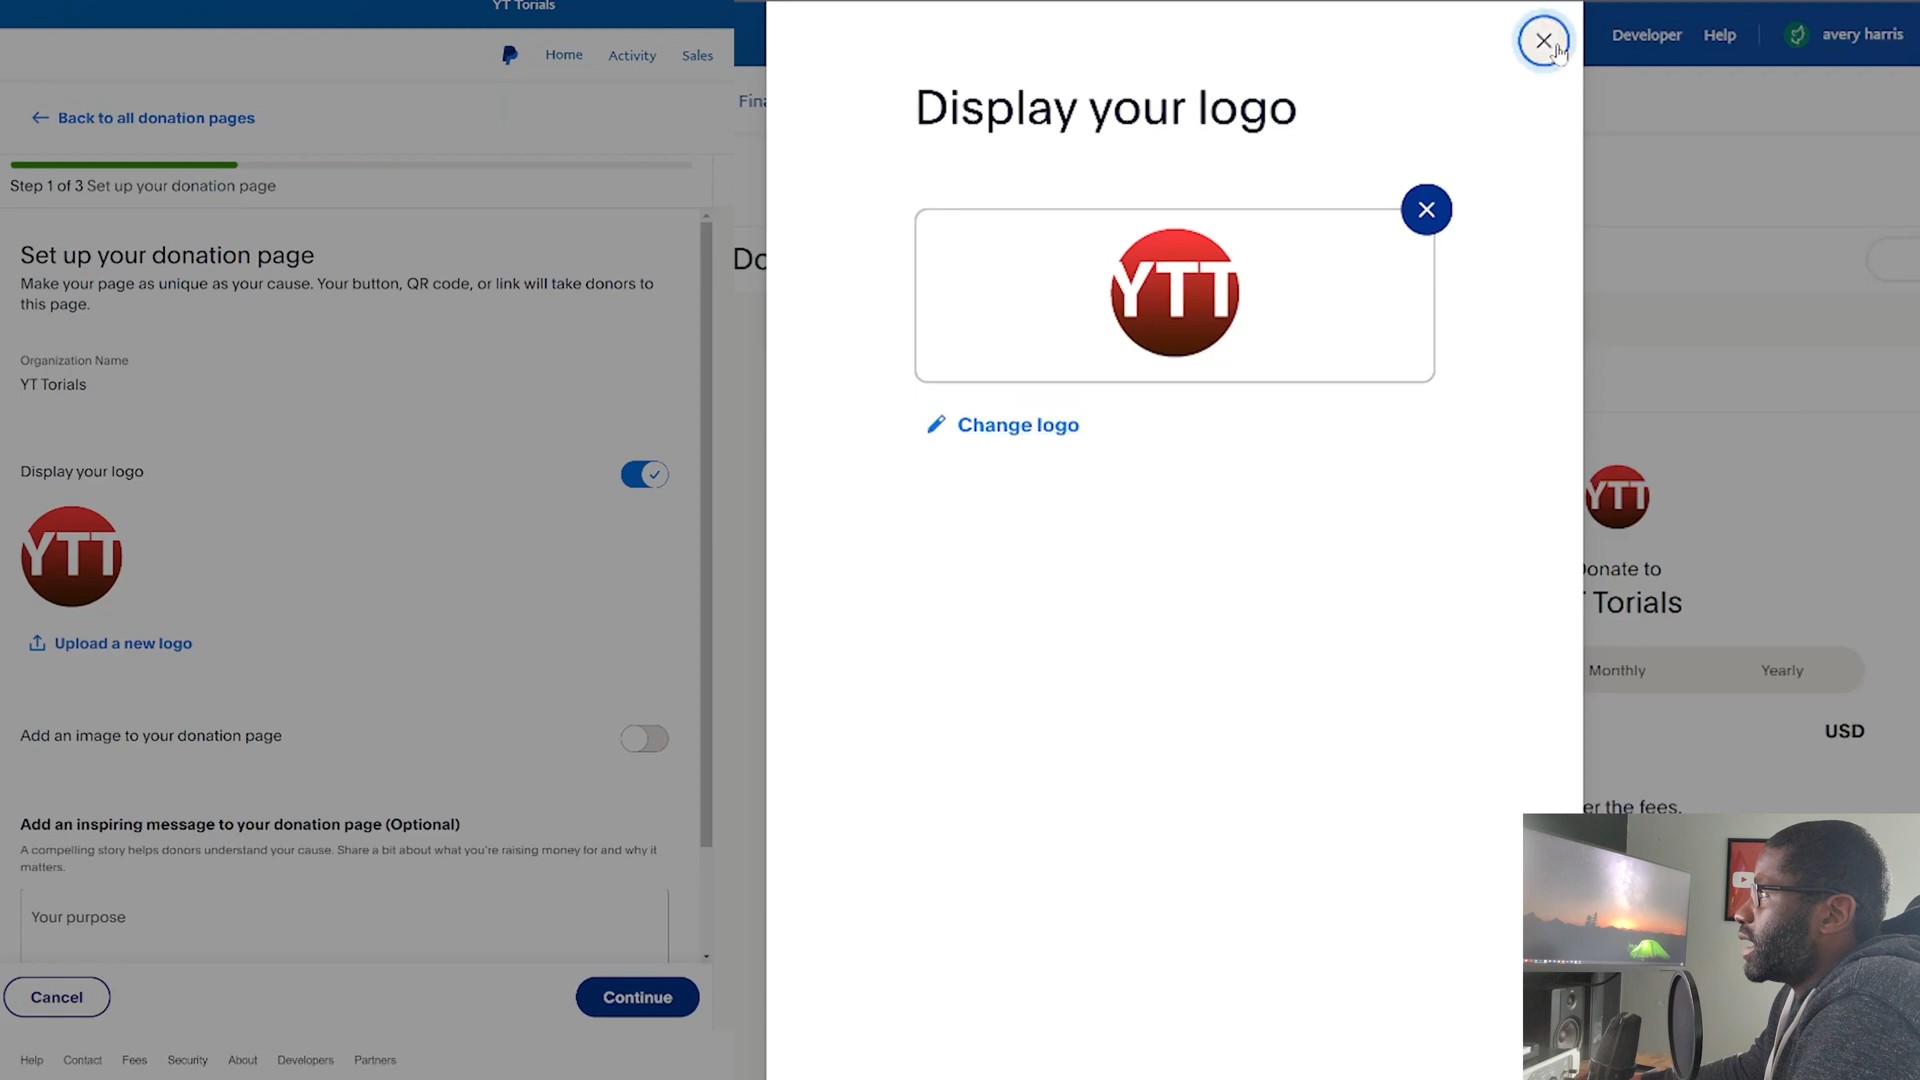 YT Torials
Home
Activity
Sales
Back to all donation pages
Step 1 of 3 Set up your donation page
Set up your donation page
Make your page as unique as your cause. Your button, QR code, or link will take donors to
this page.
Organization Name
YT Torials
Display your logo
YTT
Upload a new logo
Add an image to your donation page
Add an inspiring message to your donation page (Optional)
A compelling story helps donors understand your cause. Share a bit about what you're raising money for and why it
matters.
Your purpose
Cancel
Continue
Help
Contact
Fees
Security
About
Developers
Partners
Display your logo
YTT
Change logo
Developer
Help
avery harris
YTT
Donate to
Torials
Monthly
Yearly
USD
the fees.